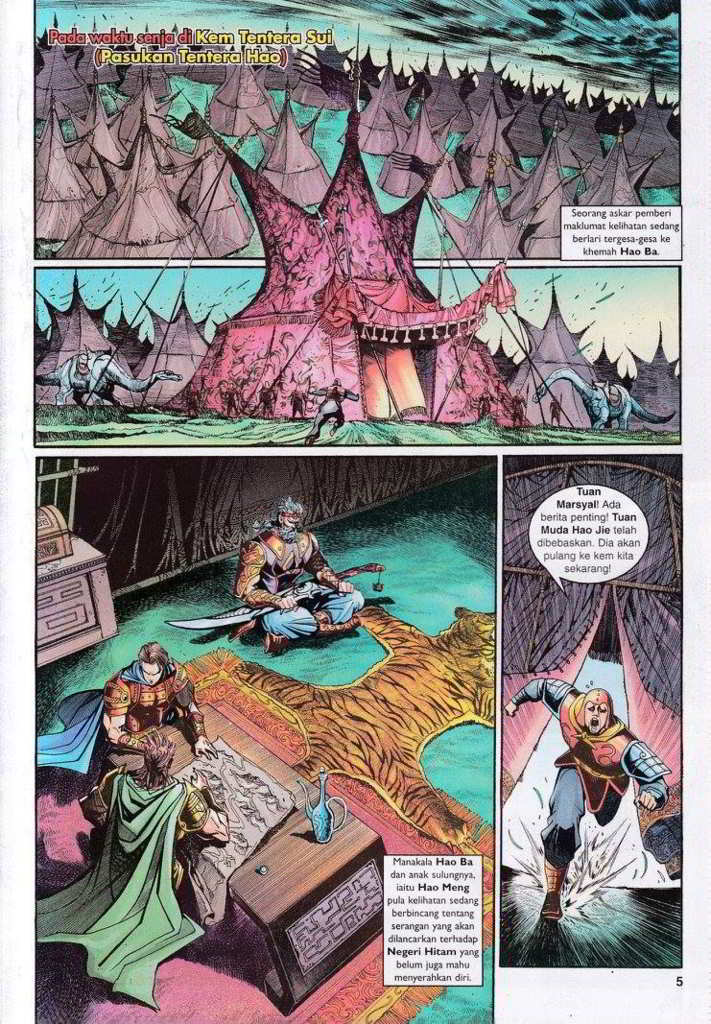 Pada waktu senja di Kem Tentera Sui
(Pasukan Tentera Hao)
Seorang askar pemberi
maklumat kelihatan sedang
berlari tergesa-gesa ke
khemah Hao Ba.
Tuan
Marsyal! Ada
berita penting! Tuan
Muda Hao Jie telah
dibebaskan. Dia akan
pulang ke kem kita
sekarang!
Manakala Hao Ba
dan anak sulungnya,
iaitu Hao Meng
pula kelihatan sedang
berbincang tentang
serangan yang akan
dilancarkan terhadap
Negeri Hitam yang
belum juga mahu
menyerahkan diri.
5